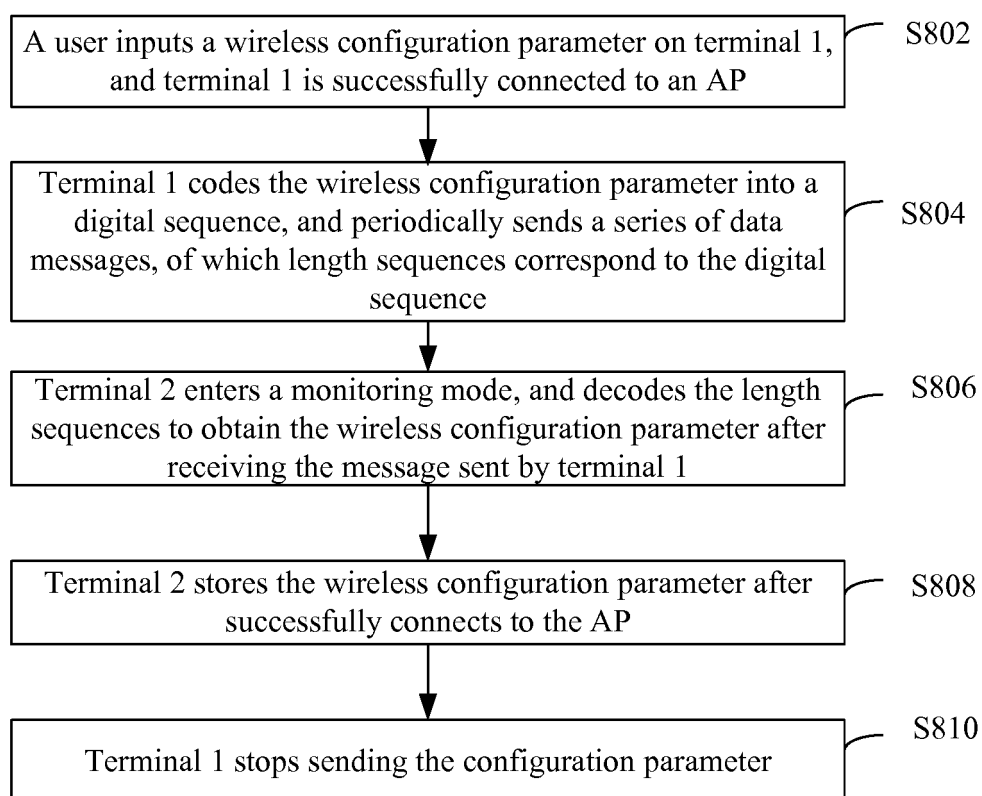 A user inputs a wireless configuration parameter on terminal 1,
and terminal 1 is successfully connected to an AP
S802
Terminal 1 codes the wireless configuration parameter into a
digital sequence, and periodically sends a series of data
messages, of which length sequences correspond to the digital
sequence
S804
Terminal 2 enters a monitoring mode, and decodes the length
sequences to obtain the wireless configuration parameter after
receiving the message sent by terminal 1
S806
Terminal 2 stores the wireless configuration parameter after
successfully connects to the AP
S808
Terminal 1 stops sending the configuration parameter
S810